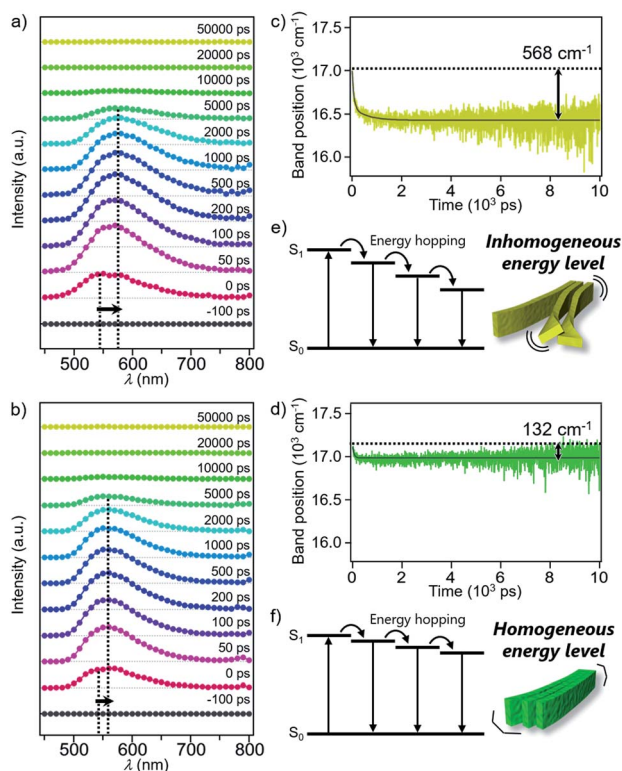 a)
50000 ps
20000 ps
10000 ps
5000 ps
2000 ps
1000 ps
500 ps
200 ps
100 ps
50 ps
0 ps
-100 ps
Intensity (a.u.)
500 600 700 800
λ (nm)
c)
568 cm⁻¹
Band position (10³ cm⁻¹)
17.5
17.0
16.5
16.0
0 2 4 6 8 10
Time (10³ ps)
e)
S₁
Energy hopping
S₀
Inhomogeneous
energy level
b)
50000 ps
20000 ps
10000 ps
5000 ps
2000 ps
1000 ps
500 ps
200 ps
100 ps
50 ps
0 ps
-100 ps
Intensity (a.u.)
500 600 700 800
λ (nm)
d)
132 cm⁻¹
Band position (10³ cm⁻¹)
17.5
17.0
16.5
16.0
0 2 4 6 8 10
Time (10³ ps)
f)
S₁
Energy hopping
S₀
Homogeneous
energy level